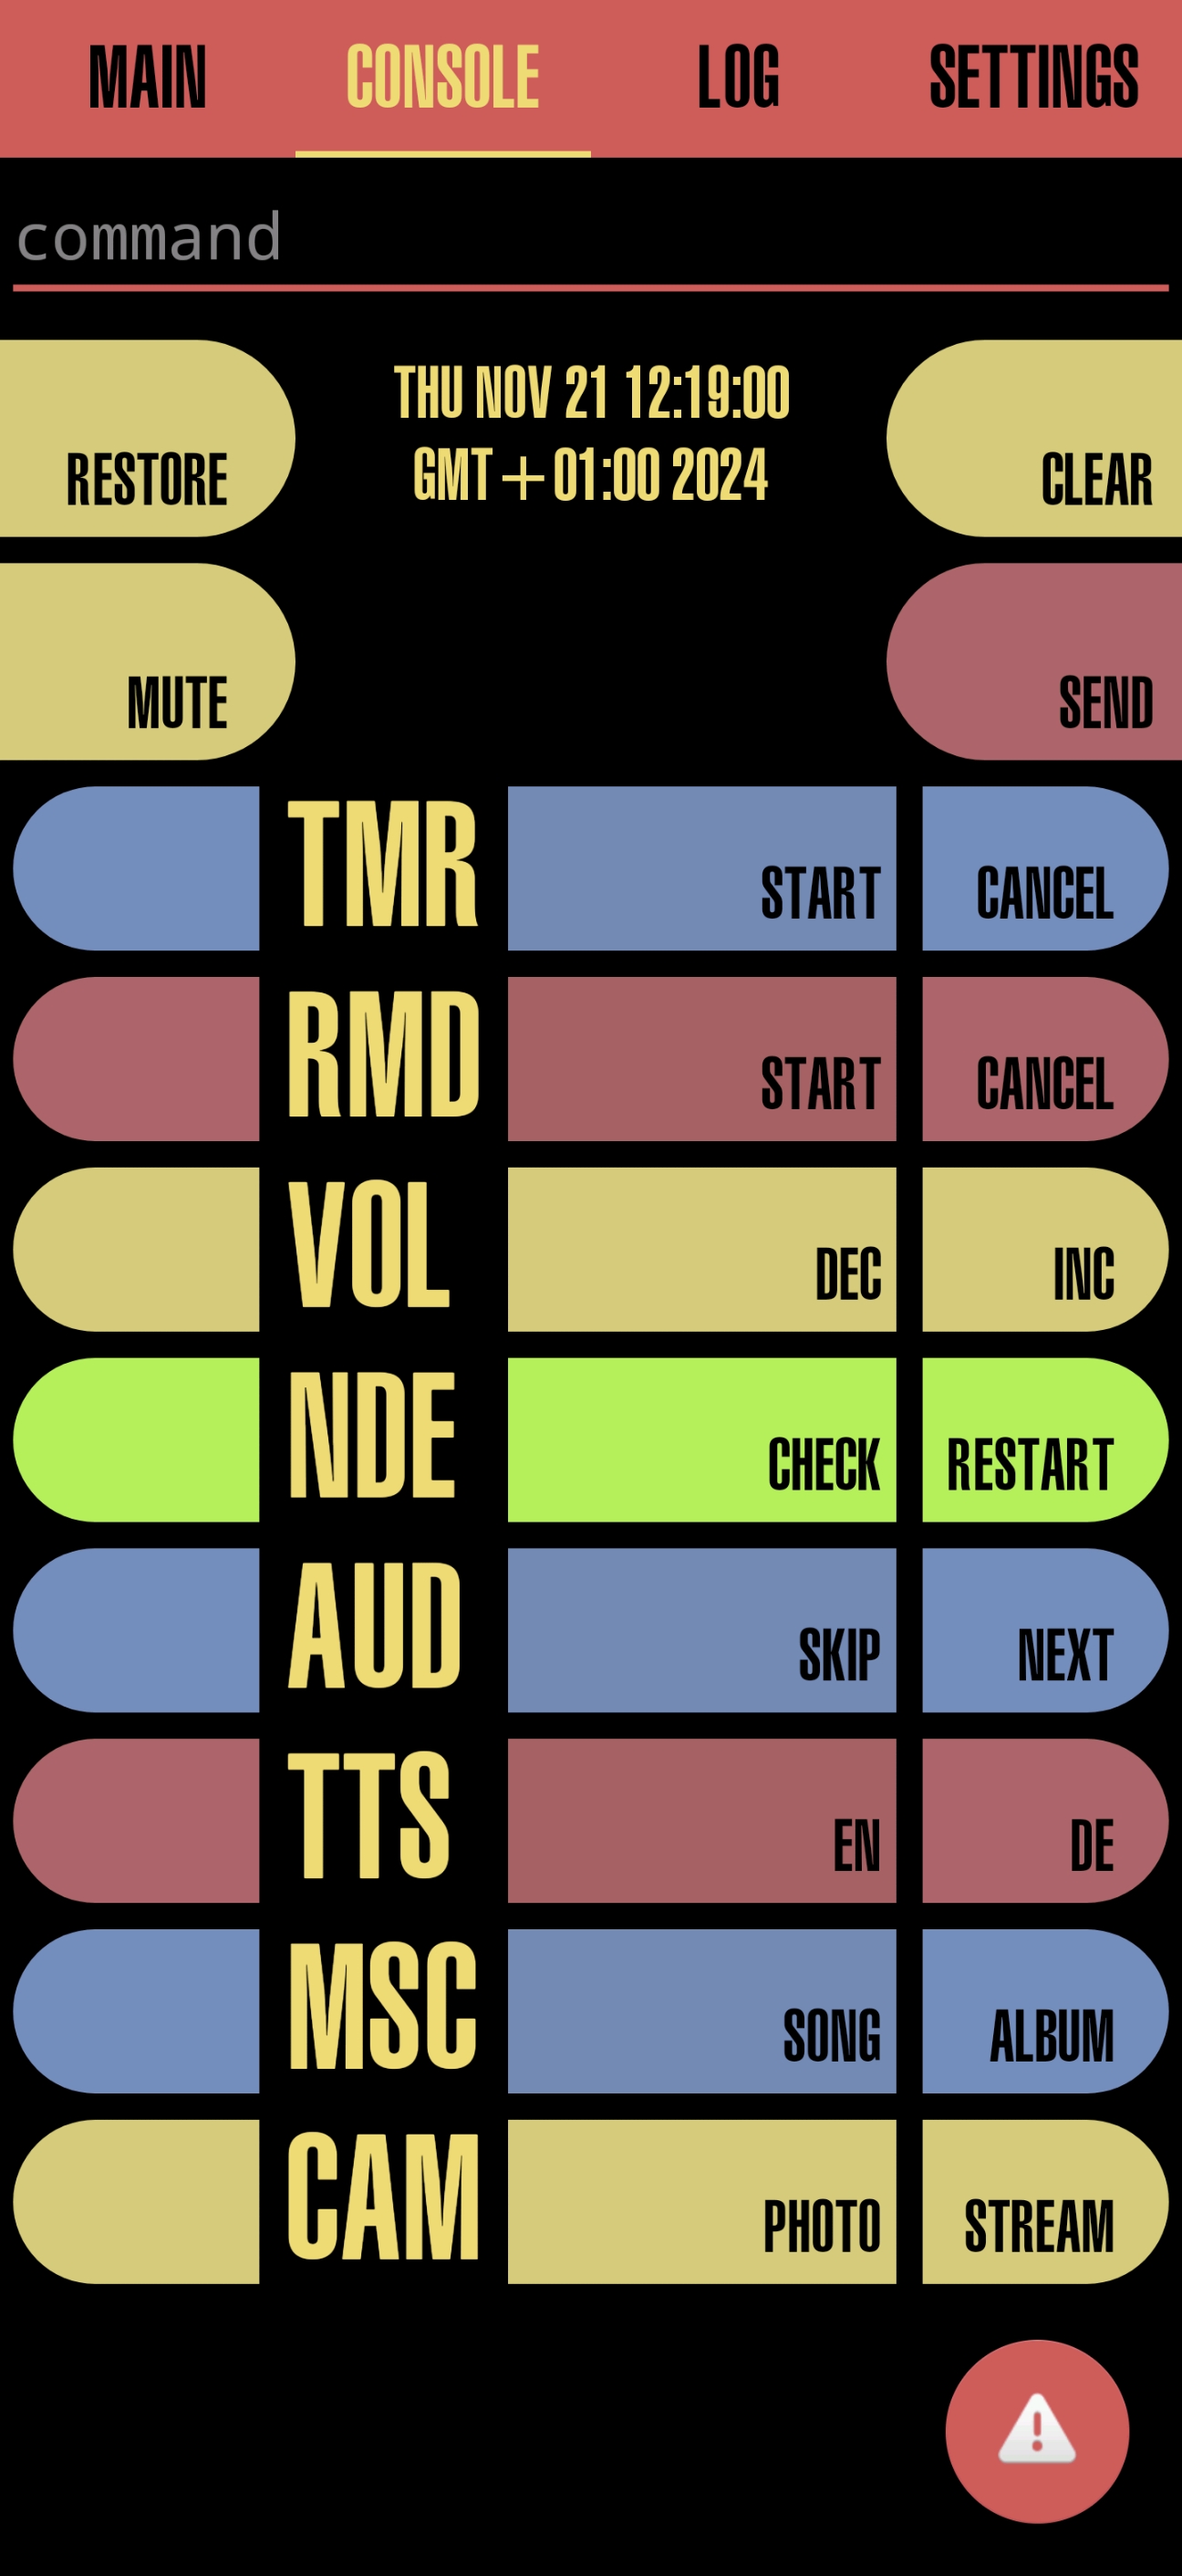 MAIN CONSOLE LOG SETTINGS
command
RESTORE THU NOV 21 12:19:00 CLEAR
GMT+01:00 2024
MUTE SEND
TMR START CANCEL
RMD START CANCEL
VOL DEC INC
NDE CHECK RESTART
AUD SKIP NEXT
TTS EN DE
MSC SONG ALBUM
CAM PHOTO STREAM